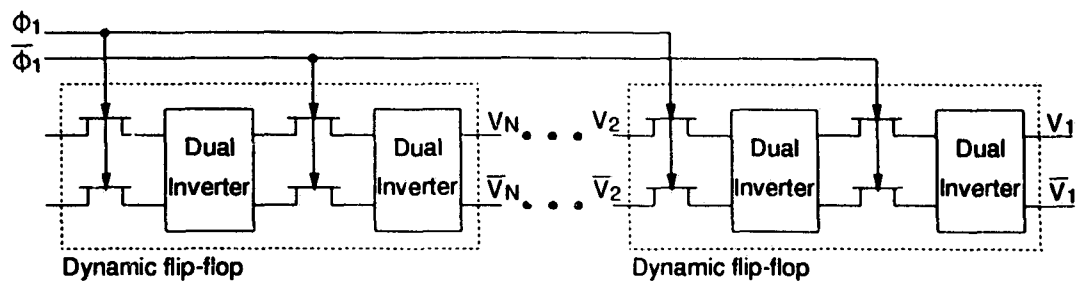 ϕ1
ϕ̅1
VN • • • V2
V1
Dual Inverter
Dual Inverter
Dual Inverter
Dual Inverter
V̅N • • • V̅2
V̅1
Dynamic flip-flop
Dynamic flip-flop